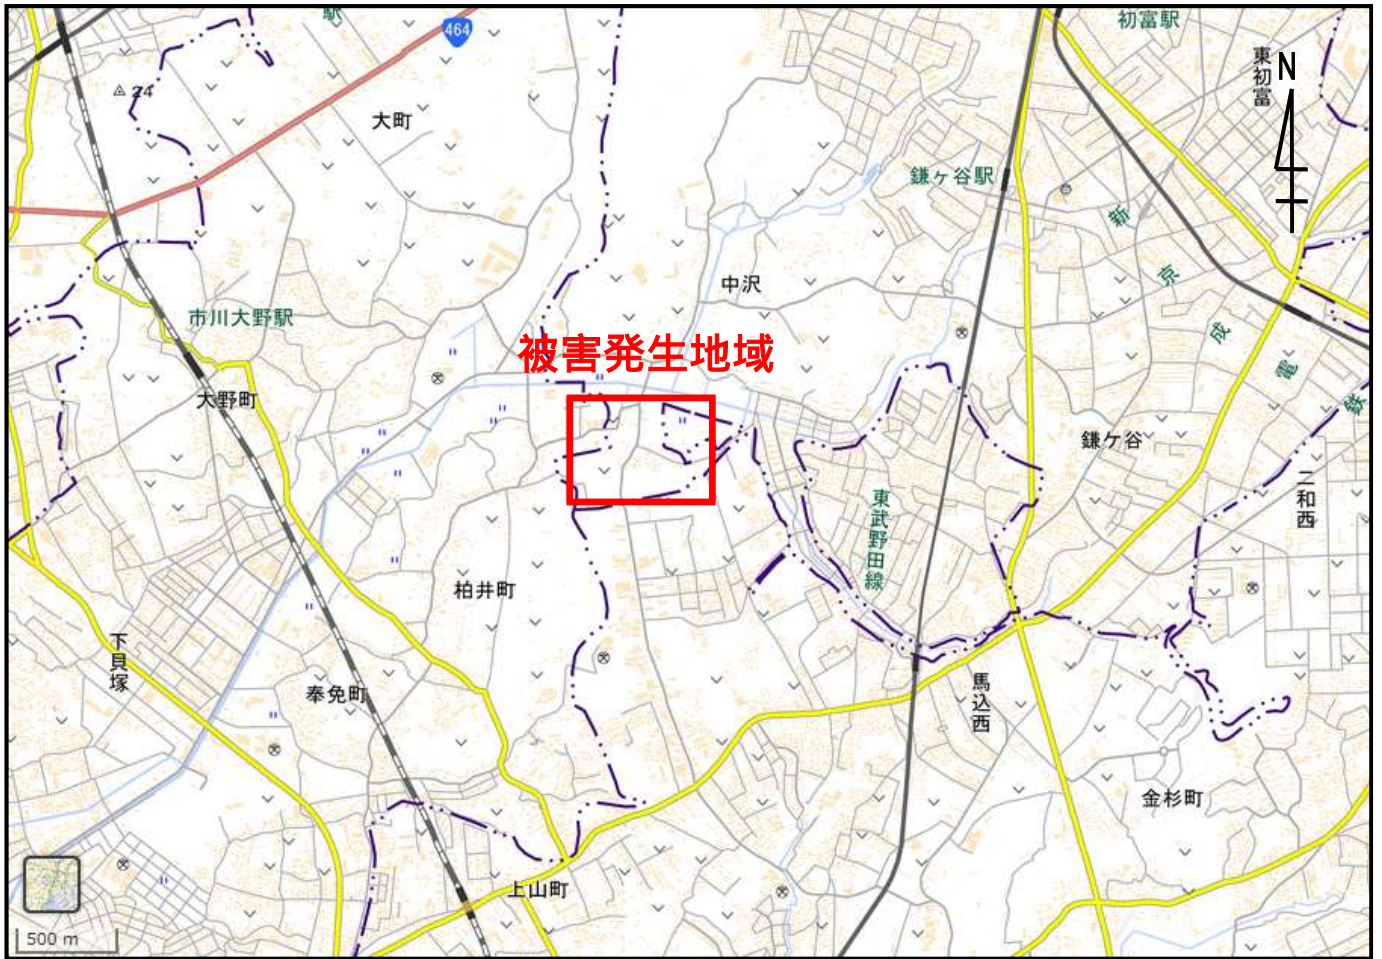 駅
464
初富駅
東初富
N
24
大町
鎌ヶ谷駅
新京成電鉄
中沢
市川大野駅
被害発生地域
大野町
鎌ケ谷
二和西
東武野田線
柏井町
下貝塚
奉免町
馬込西
金杉町
上山町
500 m